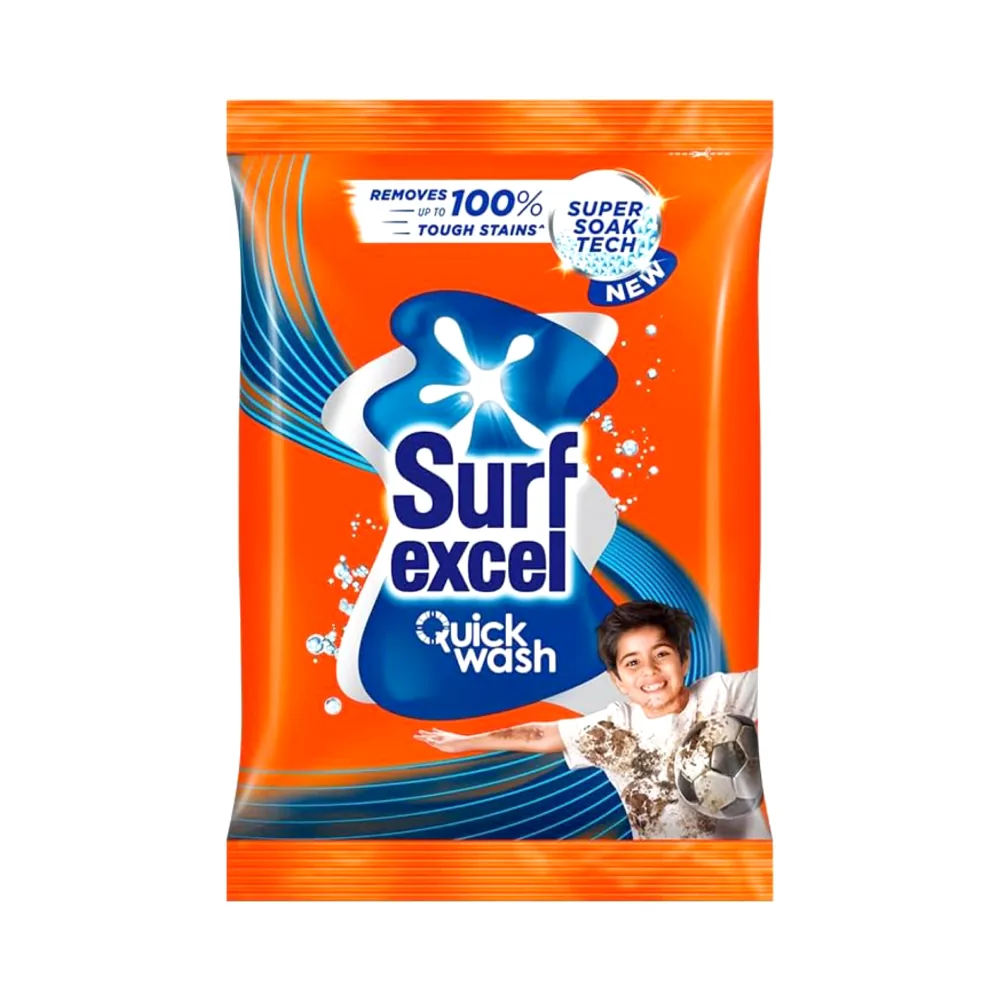 REMOVES
UP TO 100%
TOUGH STAINS^
SUPER
SOAK
TECH
NEW
Surf
excel
Quick
wash